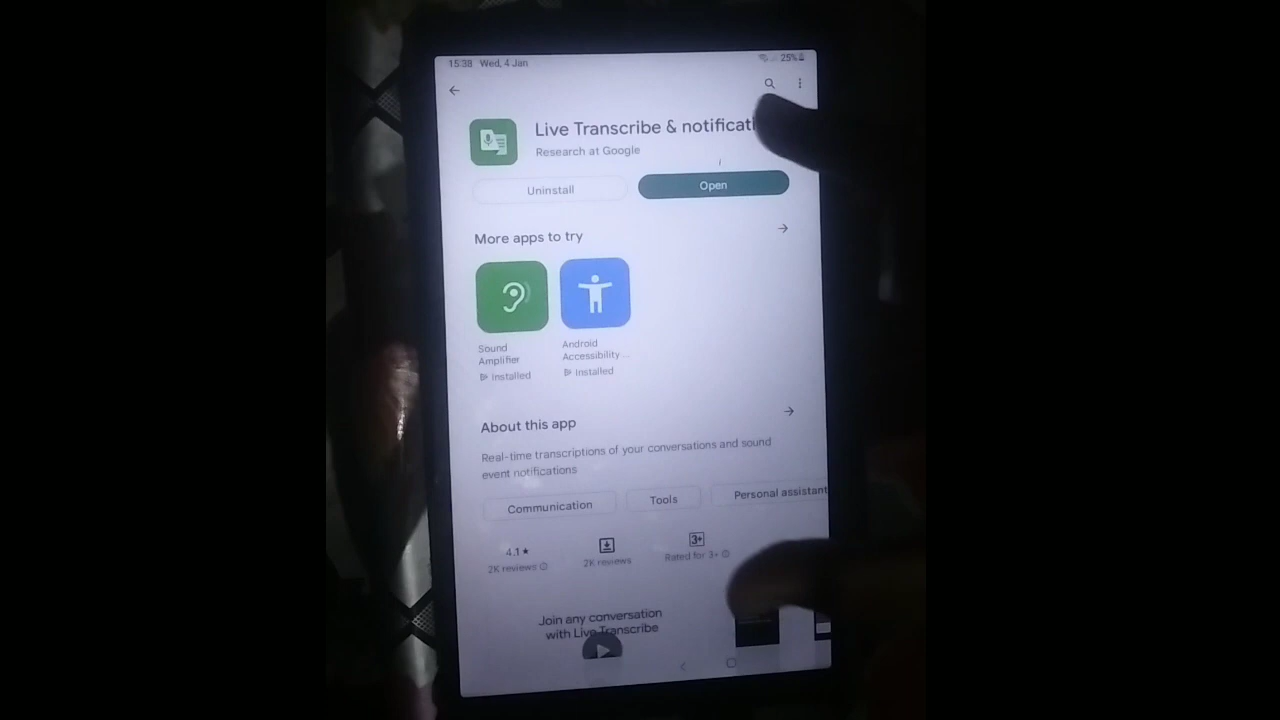 15:38 Wed, 4 Jan
25%
Live Transcribe & notificati
Research at Google
Uninstall
Open
More apps to try
Sound
Amplifier
Installed
Android
Accessibility ...
Installed
About this app
Real-time transcriptions of your conversations and sound
event notifications
Communication
Tools
Personal assistant
4.1★
2K reviews
2K reviews
3+
Rated for 3+
Join any conversation
with Live Transcribe